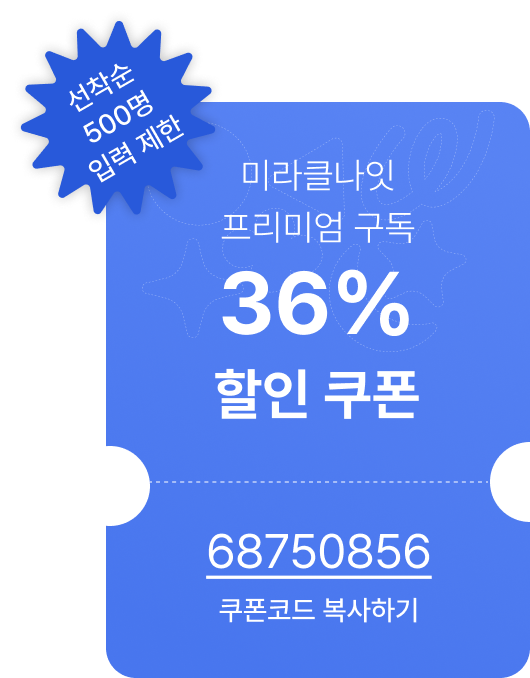 선착순
500명
입력 제한
미라클나잇
프리미엄 구독
36%
할인 쿠폰
68750856
쿠폰코드 복사하기